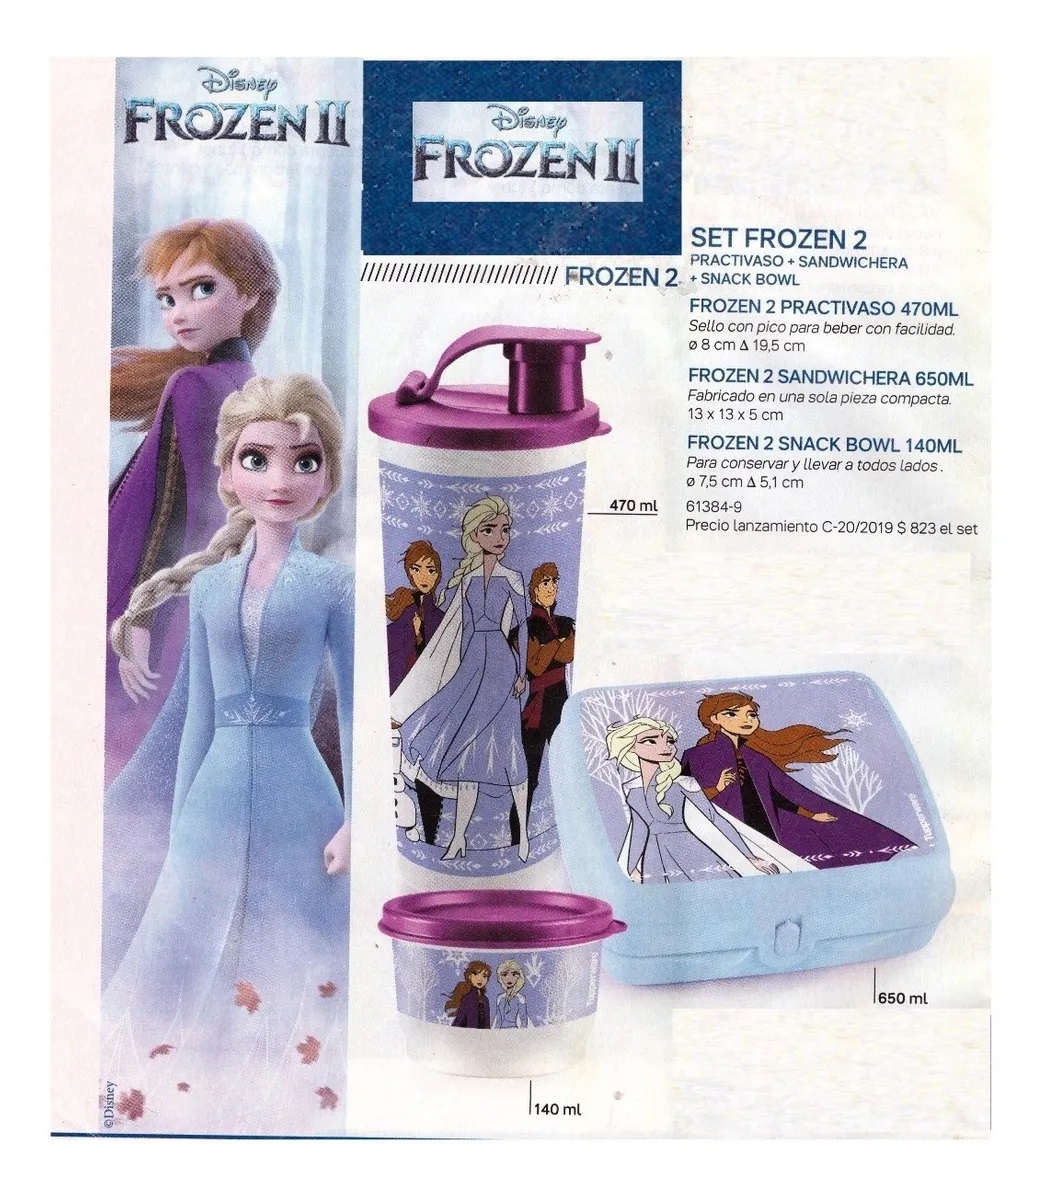 Disney
FROZEN II
Disney
FROZEN II
FROZEN 2
SET FROZEN 2
PRACTIVASO + SANDWICHERA
+ SNACK BOWL
FROZEN 2 PRACTIVASO 470ML
Sello con pico para beber con facilidad.
ø 8 cm Δ 19,5 cm
FROZEN 2 SANDWICHERA 650ML
Fabricado en una sola pieza compacta.
13 x 13 x 5 cm
FROZEN 2 SNACK BOWL 140ML
Para conservar y llevar a todos lados.
ø 7,5 cm Δ 5,1 cm
61384-9
Precio lanzamiento C-20/2019 $ 823 el set
470 ml
Tupperware
Tupperware
650 ml
140 ml
©Disney